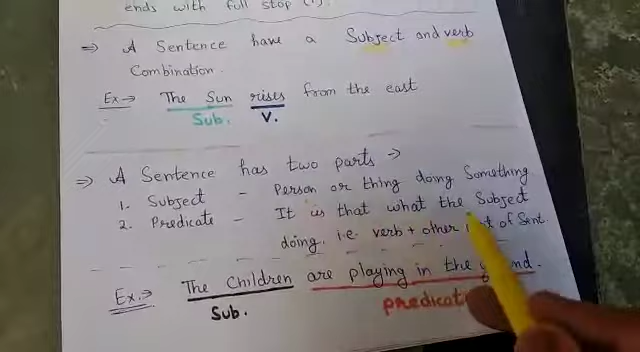 ends with full stop (.).
⇒ A Sentence have a Subject and verb
Combination.
Ex→ The Sun rises from the east
Sub. V.
⇒ A Sentence has two parts →
1. Subject - Person or thing doing Something
2. Predicate - It is that what the Subject
doing. i.e. verb + other of Sent.
Ex.→ The Children are playing in the
Sub.